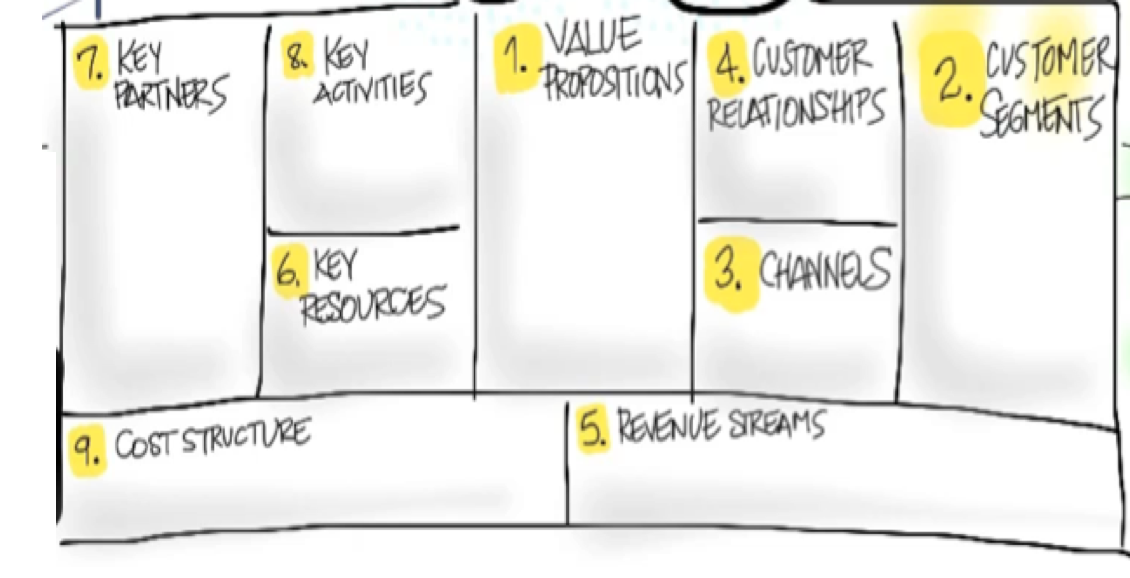 7. KEY
PARTNERS
8. KEY
ACTIVITIES
6. KEY
RESOURCES
1. VALUE
PROPOSITIONS
4. CUSTOMER
RELATIONSHIPS
3. CHANNELS
2. CUSTOMER
SEGMENTS
9. COST STRUCTURE
5. REVENUE STREAMS